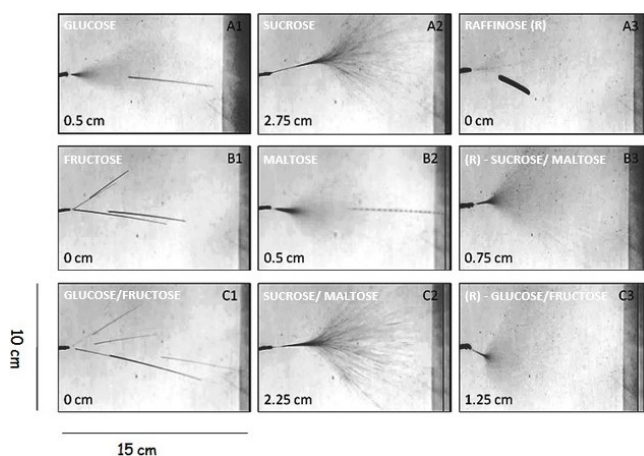 GLUCOSE A1
0.5 cm
SUCROSE A2
2.75 cm
RAFFINOSE (R) A3
0 cm
FRUCTOSE B1
0 cm
MALTOSE B2
0.5 cm
(R) - SUCROSE/ MALTOSE B3
0.75 cm
GLUCOSE/FRUCTOSE C1
0 cm
SUCROSE/ MALTOSE C2
2.25 cm
(R) - GLUCOSE/FRUCTOSE C3
1.25 cm
10 cm
15 cm